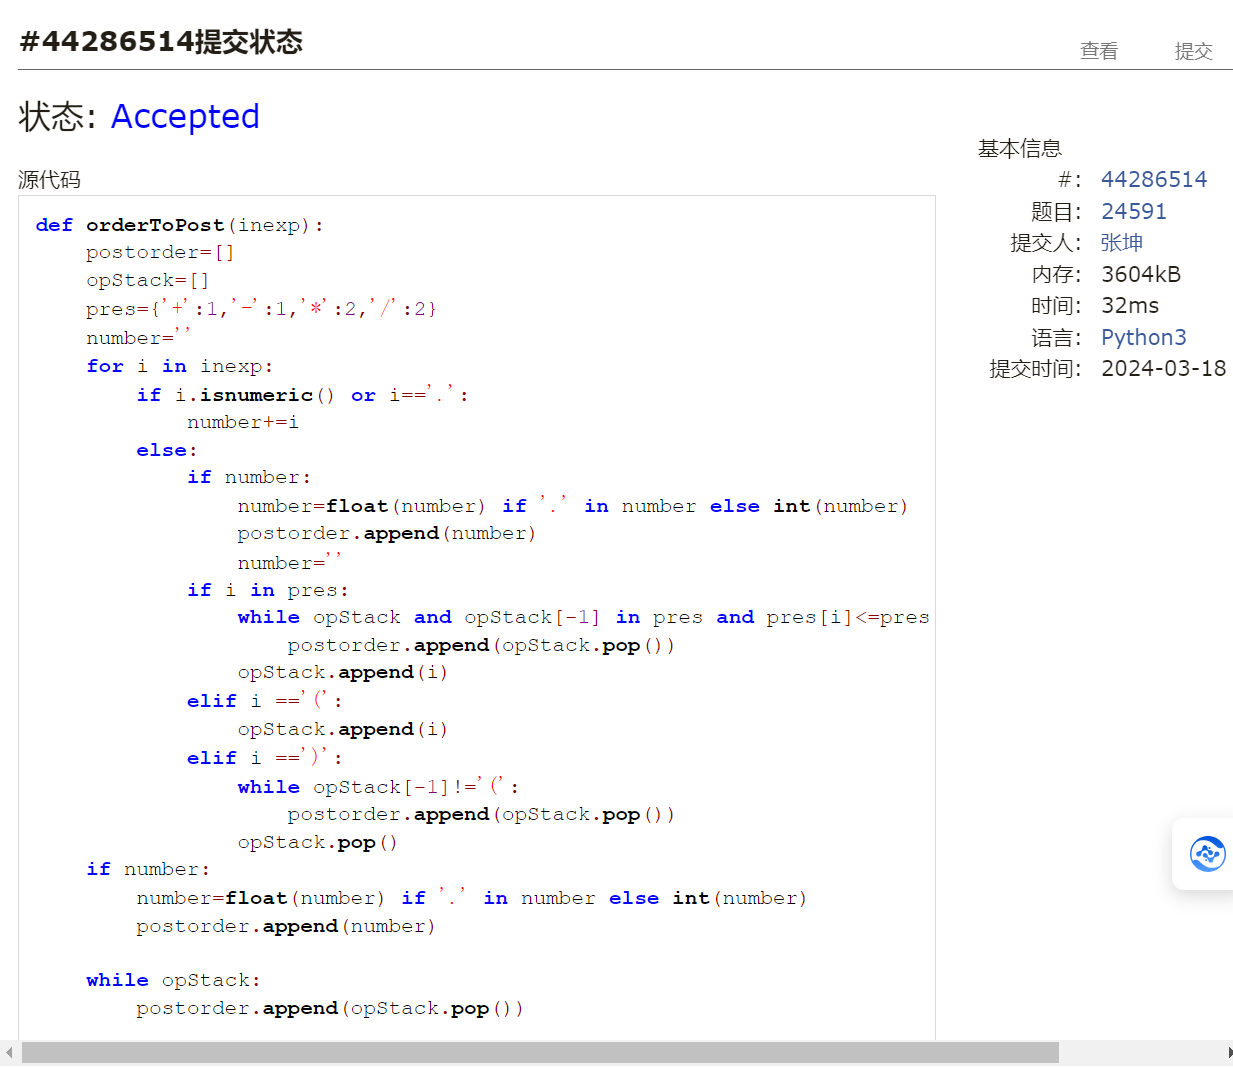 #44286514提交状态
查看 提交
状态: Accepted
基本信息
#: 44286514
题目: 24591
提交人: 张坤
内存: 3604kB
时间: 32ms
语言: Python3
提交时间: 2024-03-18
源代码
def orderToPost(inexp):
    postorder=[]
    opStack=[]
    pres={'+':1,'-':1,'*':2,'/':2}
    number=''
    for i in inexp:
        if i.isnumeric() or i=='.':
            number+=i
        else:
            if number:
                number=float(number) if '.' in number else int(number)
                postorder.append(number)
                number=''
            if i in pres:
                while opStack and opStack[-1] in pres and pres[i]<=pres
                    postorder.append(opStack.pop())
                opStack.append(i)
            elif i =='(':
                opStack.append(i)
            elif i ==')':
                while opStack[-1]!='(':
                    postorder.append(opStack.pop())
                opStack.pop()
    if number:
        number=float(number) if '.' in number else int(number)
        postorder.append(number)
    while opStack:
        postorder.append(opStack.pop())